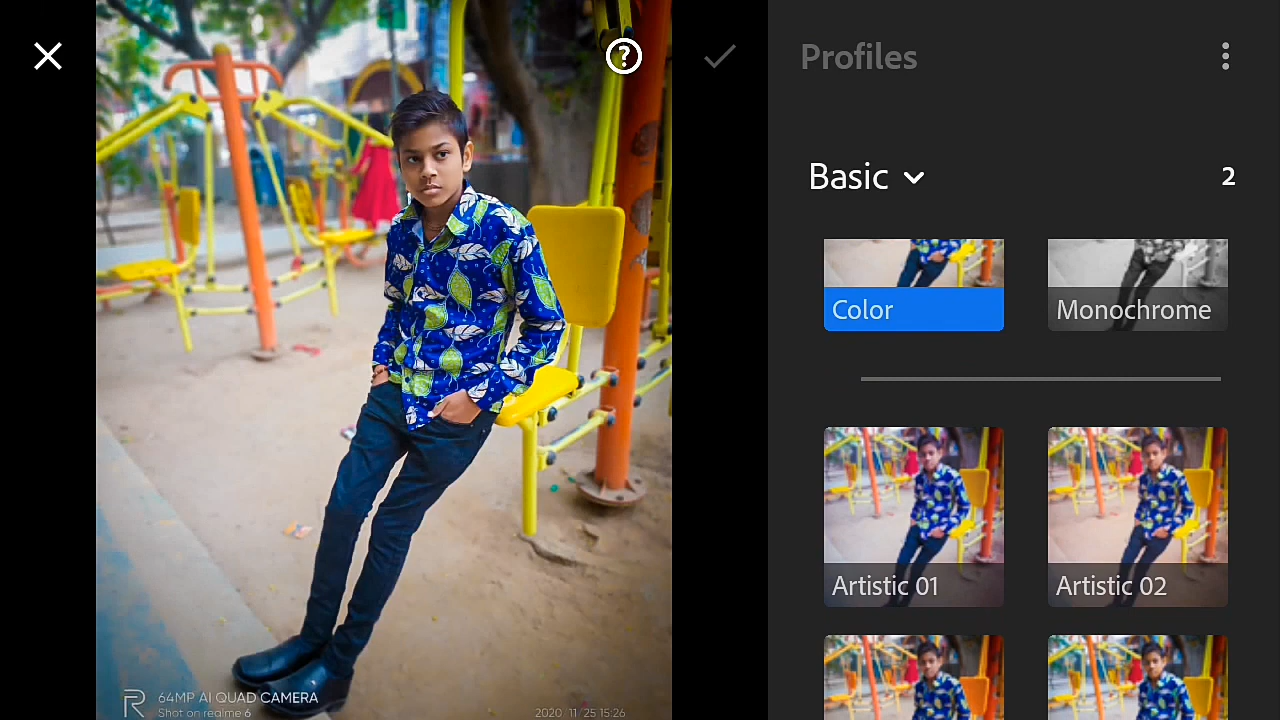 Profiles
Basic
2
Color
Monochrome
Artistic 01
Artistic 02
64MP AI QUAD CAMERA
Shot on realme 6
2020 11 25 15:26